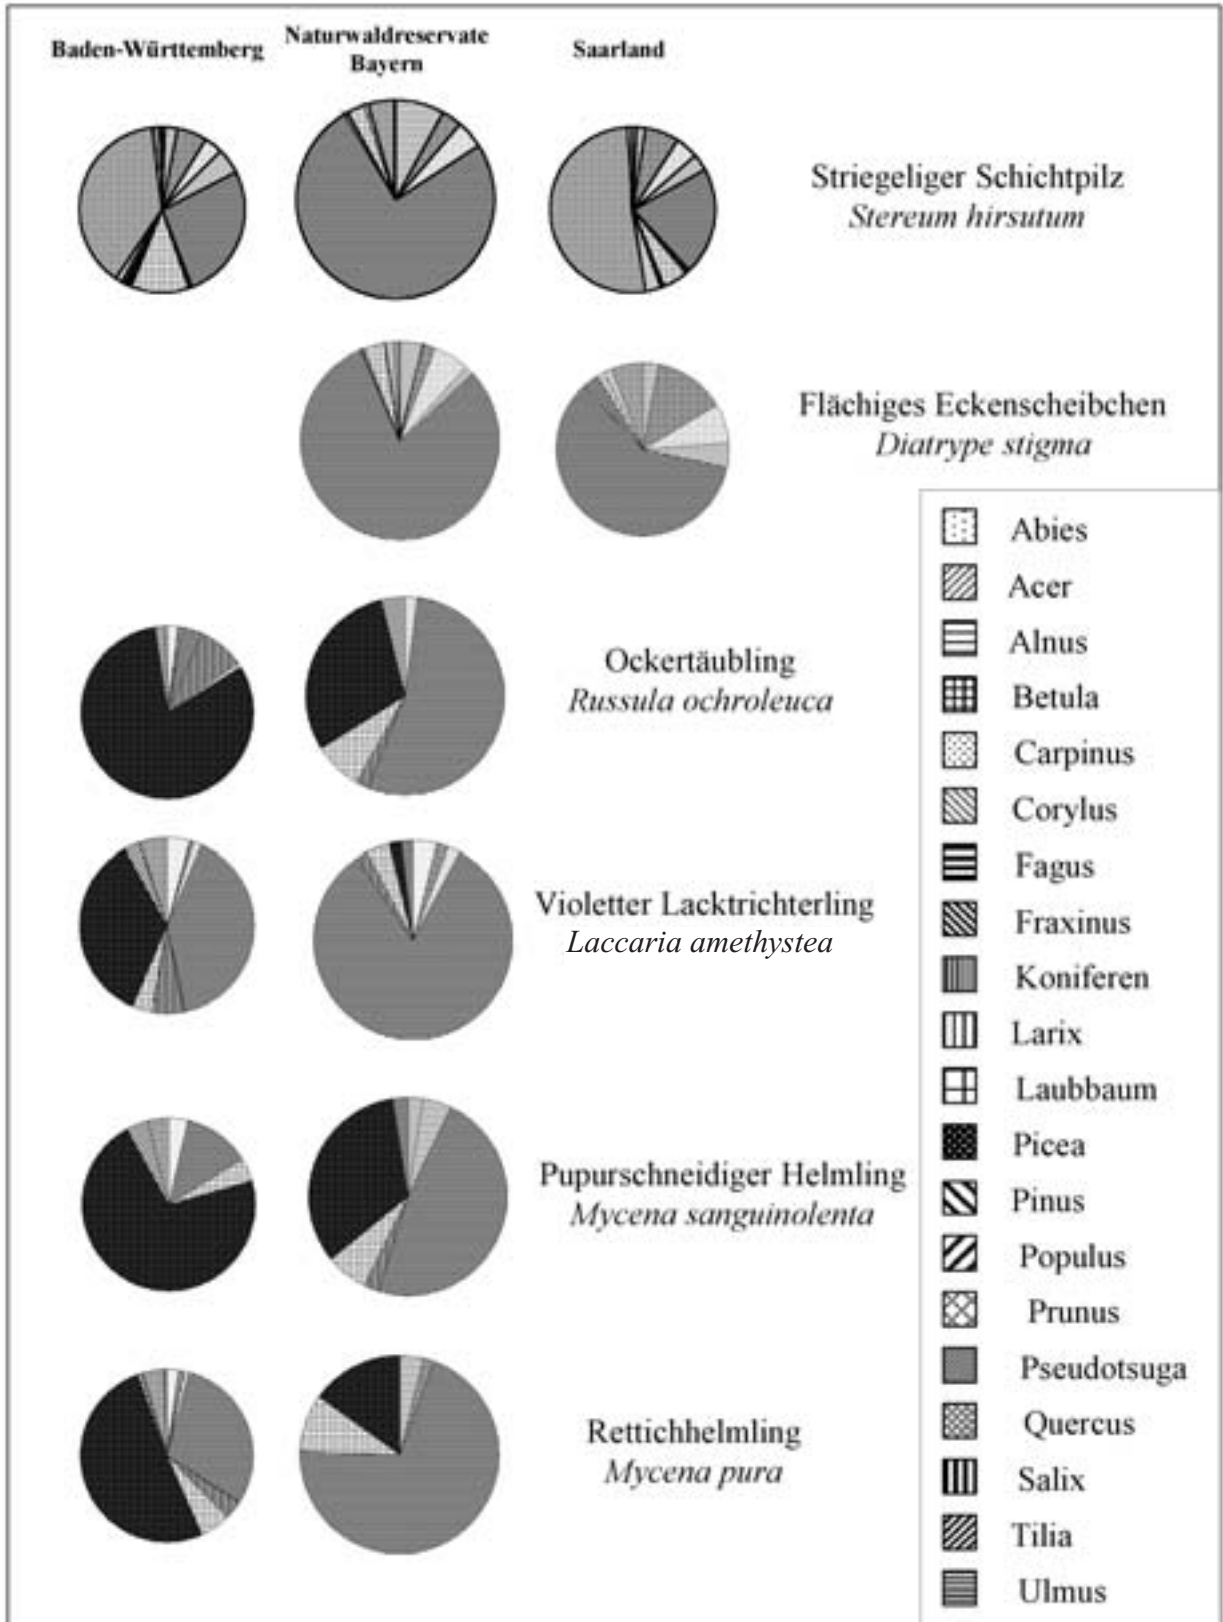 Baden-Württemberg
Naturwaldreservate
Bayern
Saarland
Striegeliger Schichtpilz
Stereum hirsutum
Flächiges Eckenscheibchen
Diatrype stigma
Ockertäubling
Russula ochroleuca
Violetter Lacktrichterling
Laccaria amethystea
Pupurschneidiger Helmling
Mycena sanguinolenta
Rettichhelmling
Mycena pura
Abies
Acer
Alnus
Betula
Carpinus
Corylus
Fagus
Fraxinus
Koniferen
Larix
Laubbaum
Picea
Pinus
Populus
Prunus
Pseudotsuga
Quercus
Salix
Tilia
Ulmus